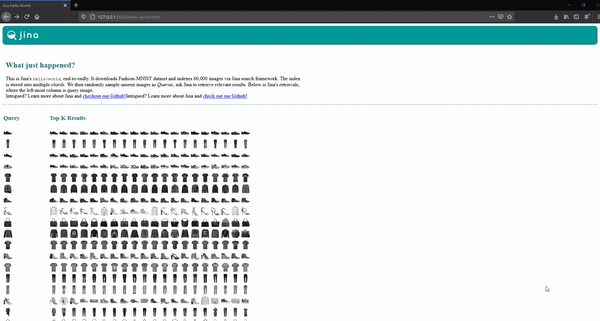 Jina Hello World!
127.0.0.1
jina
What just happened?
This is Jina's hello-world, end-to-endly. It downloads Fashion-MNIST dataset and indexes 60,000 images via Jina search framework. The index
is stored into multiple shards. We then randomly sample unseen images as Queries, ask Jina to retrieve relevant results. Below is Jina's retrievals,
where the left-most column is query image.
Intrigued? Learn more about Jina and checkout our Github!Intrigued? Learn more about Jina and check out our Github!
Query Top-K Results